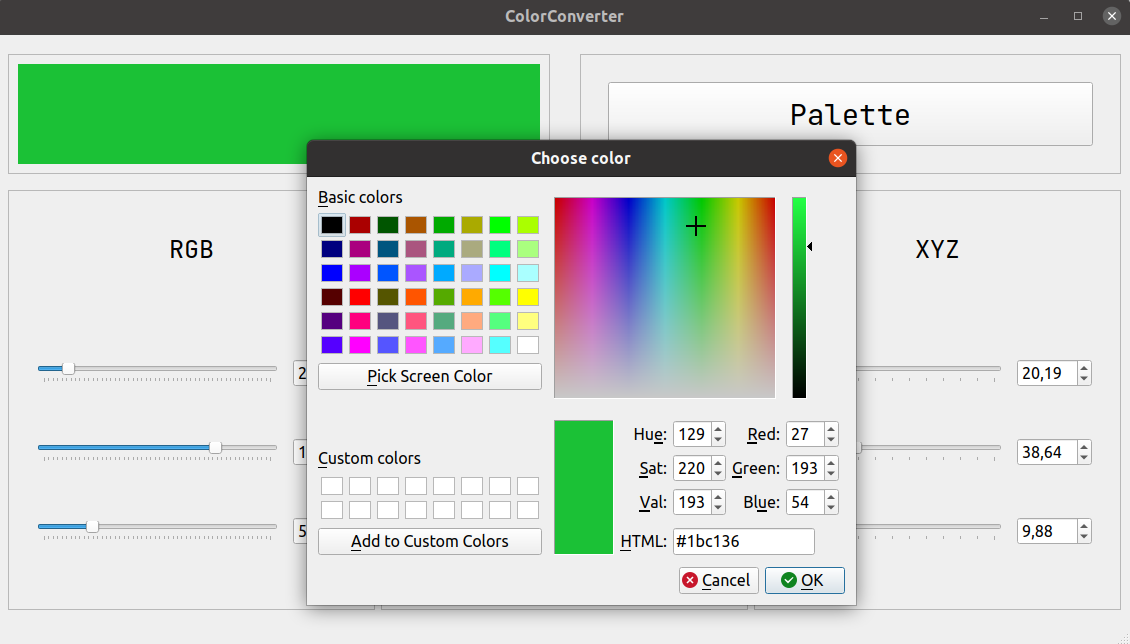 ColorConverter
Palette
Choose color
Basic colors
RGB
XYZ
2
Pick Screen Color
20,19
Hue: 129 Red: 27
1
38,64
Custom colors
Sat: 220 Green: 193
Val: 193 Blue: 54
5
9,88
Add to Custom Colors
HTML: #1bc136
Cancel
OK